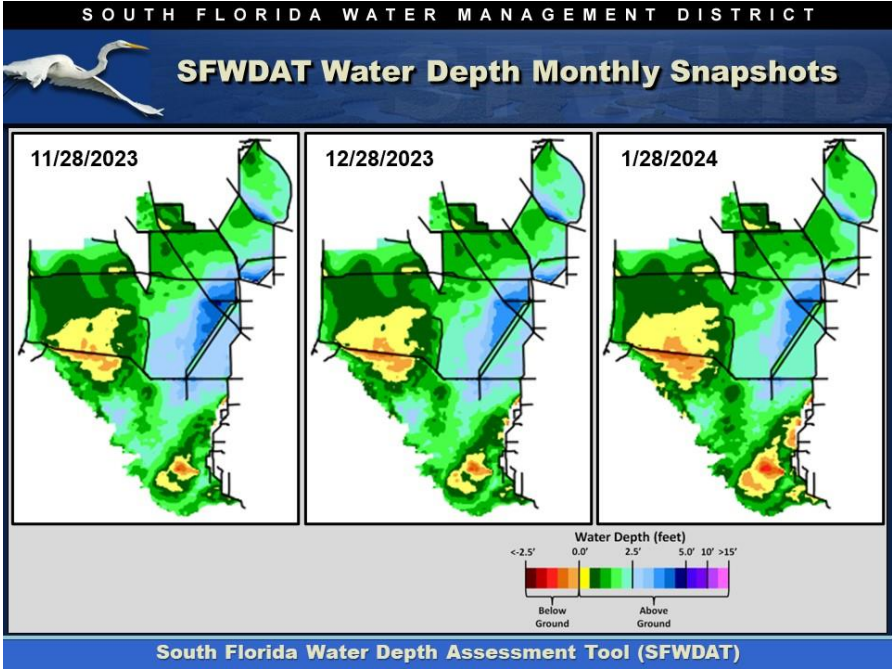 SOUTH FLORIDA WATER MANAGEMENT DISTRICT
SFWDAT Water Depth Monthly Snapshots
11/28/2023
12/28/2023
1/28/2024
Water Depth (feet)
<-2.5' 0.0' 2.5' 5.0' 10' >15'
Below Ground
Above Ground
South Florida Water Depth Assessment Tool (SFWDAT)